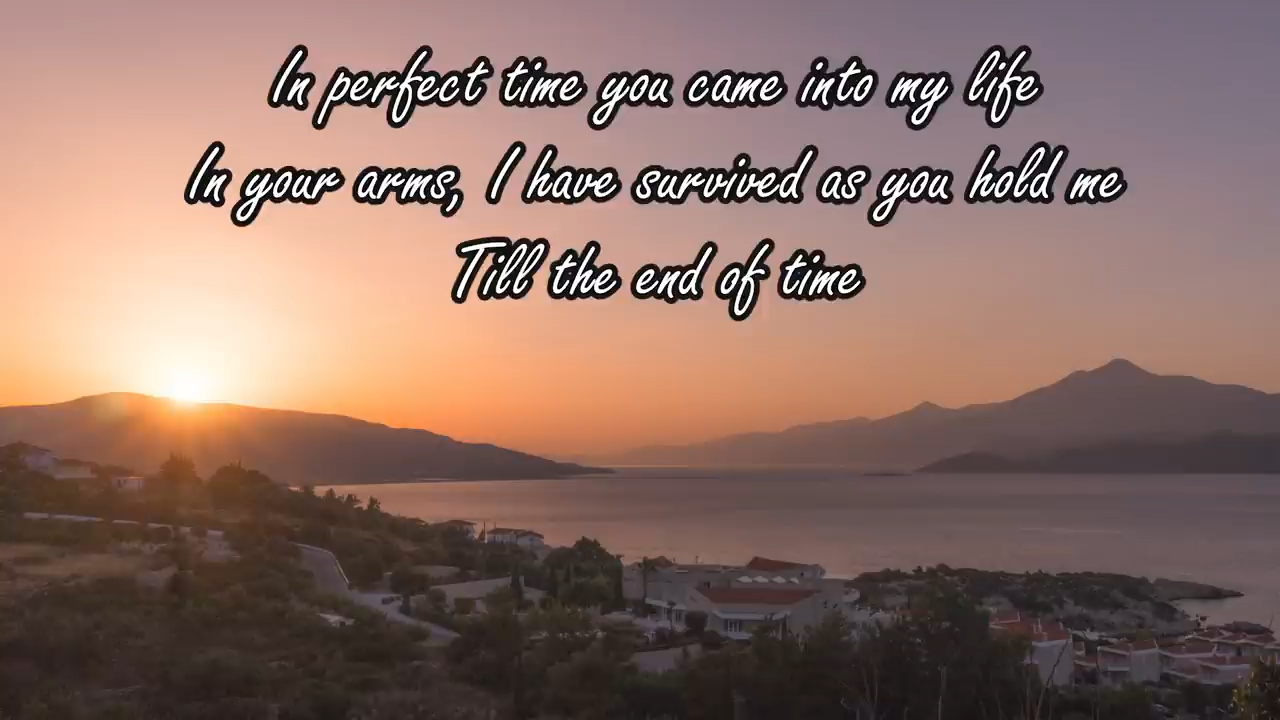 In perfect time you came into my life
In your arms, I have survived as you hold me
Till the end of time